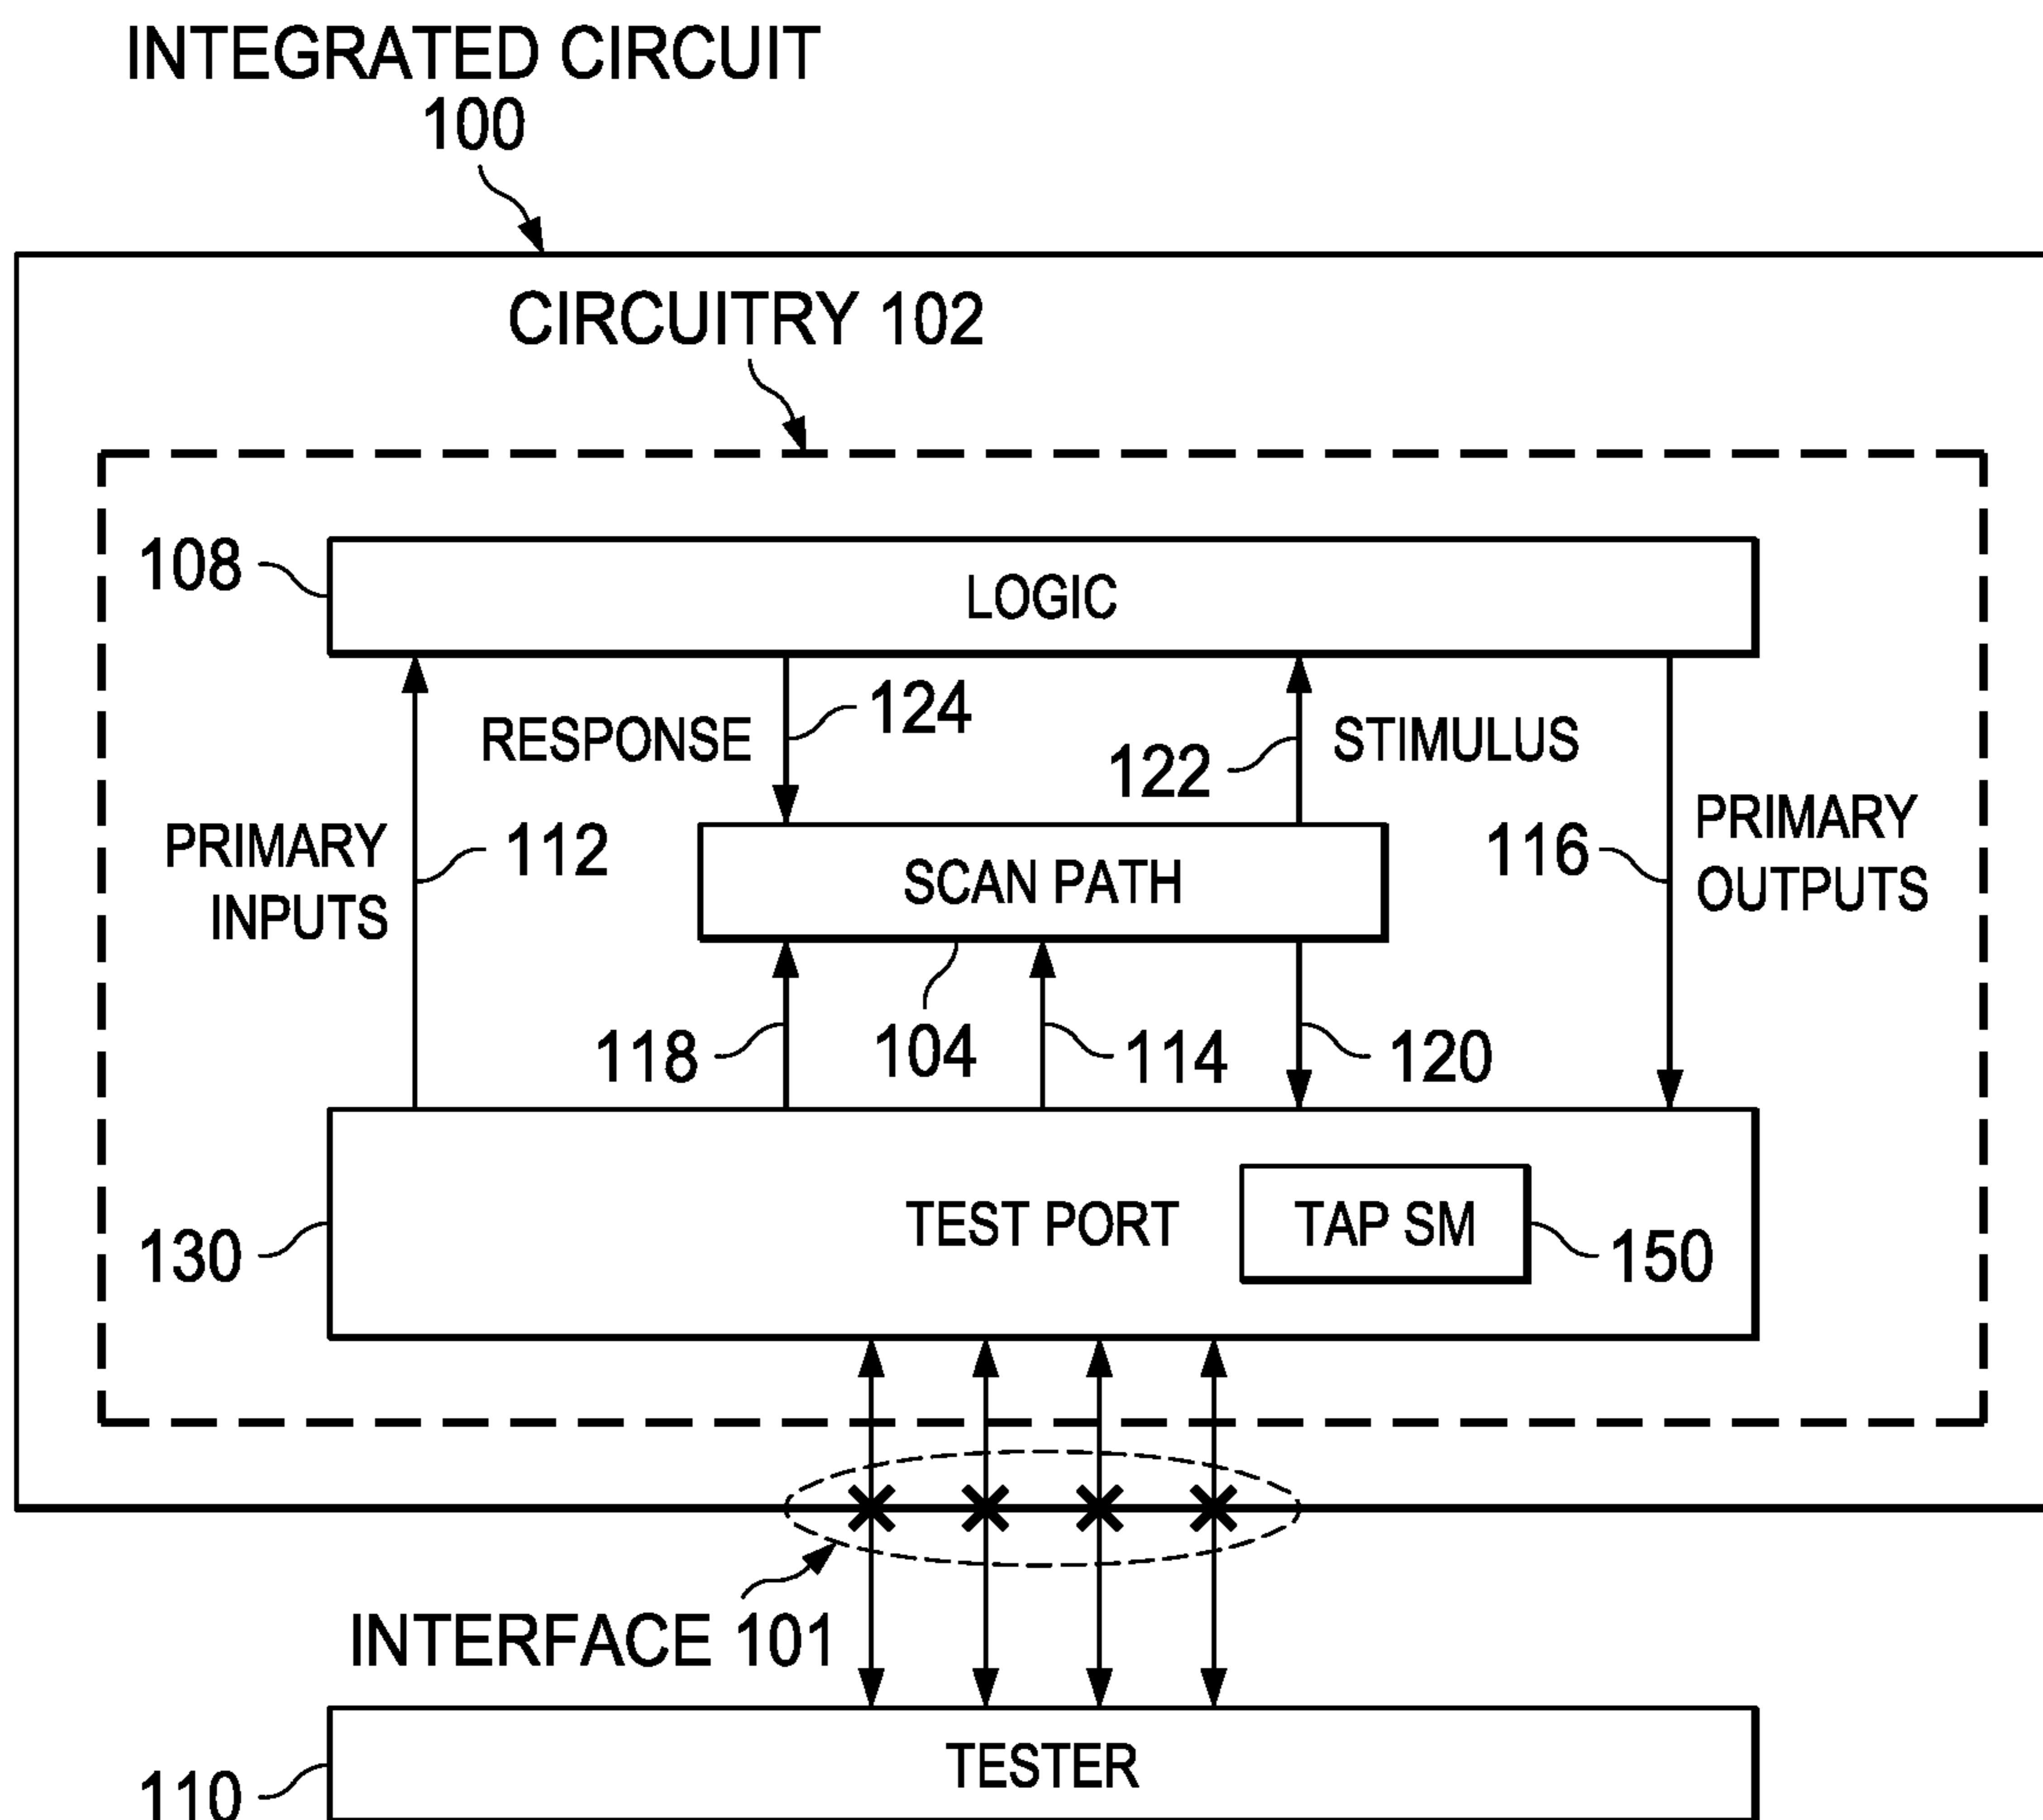 INTEGRATED CIRCUIT
100
CIRCUITRY 102
108
LOGIC
RESPONSE
124
122
STIMULUS
PRIMARY
INPUTS
112
SCAN PATH
116
PRIMARY
OUTPUTS
118
104
114
120
130
TEST PORT
TAP SM
150
INTERFACE 101
TESTER
110